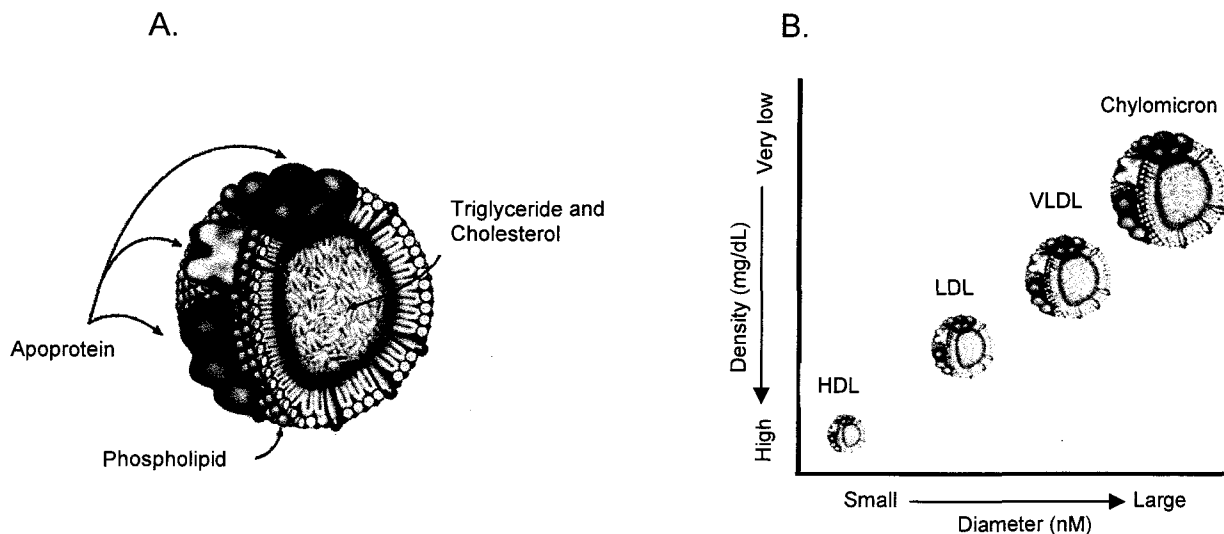 A.
Triglyceride and
Cholesterol
Apoprotein
Phospholipid
B.
Very low
Density (mg/dL)
High
Chylomicron
VLDL
LDL
HDL
Small
Large
Diameter (nM)